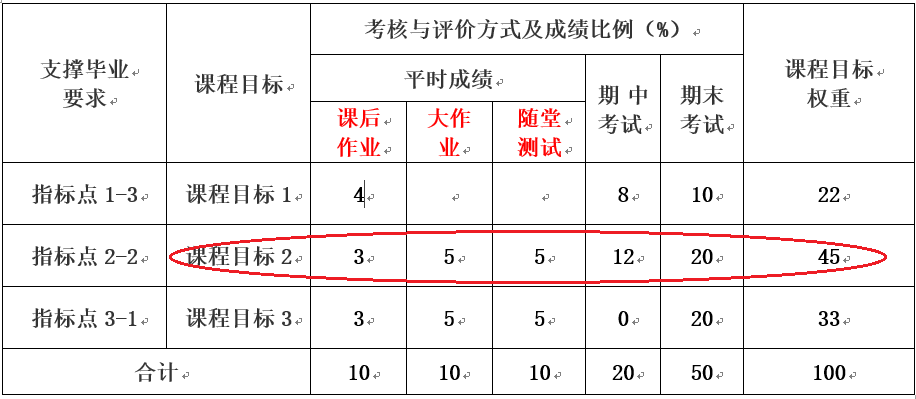 考核与评价方式及成绩比例（%）
支撑毕业
要求
课程目标
平时成绩
期 中
考试
期末
考试
课程目标
权重
课后
作业
大作
业
随堂
测试
指标点 1-3 课程目标 1 4 8 10 22
指标点 2-2 课程目标 2 3 5 5 12 20 45
指标点 3-1 课程目标 3 3 5 5 0 20 33
合计 10 10 10 20 50 100